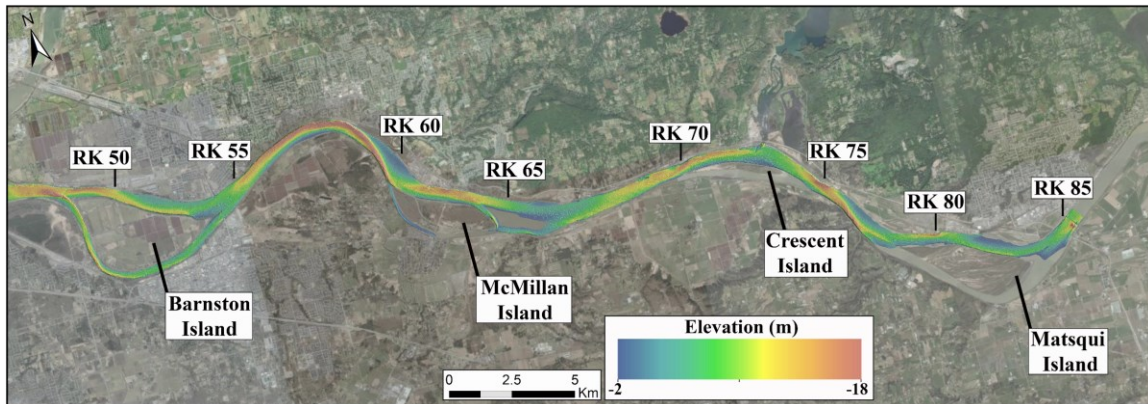 N
RK 50
RK 55
RK 60
RK 65
RK 70
RK 75
RK 80
RK 85
Barnston
Island
McMillan
Island
Crescent
Island
Matsqui
Island
Elevation (m)
-2
-18
0
2.5
5
Km